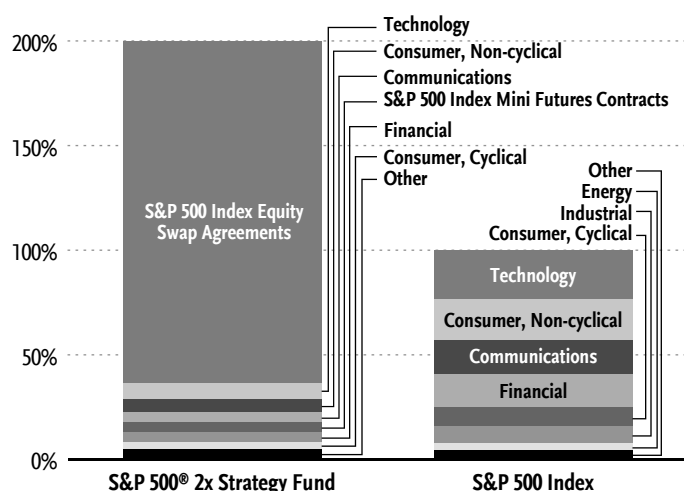 Technology
200%
Consumer, Non-cyclical
Communications
S&P 500 Index Mini Futures Contracts
Financial
150%
Consumer, Cyclical
Other
Other
Energy
S&P 500 Index Equity
Swap Agreements
Industrial
Consumer, Cyclical
100%
Technology
Consumer, Non-cyclical
50%
Communications
Financial
0%
S&P 500® 2x Strategy Fund
S&P 500 Index